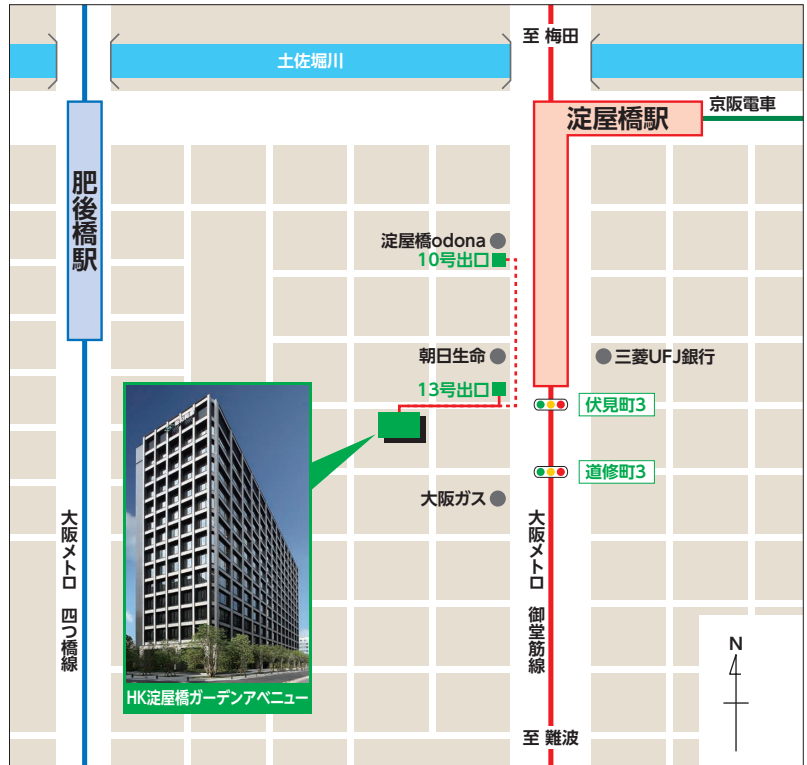 至 梅田
土佐堀川
京阪電車
淀屋橋駅
肥後橋駅
淀屋橋odona
10号出口
朝日生命
三菱UFJ銀行
13号出口
伏見町3
道修町3
大阪ガス
大阪メトロ 四つ橋線
大阪メトロ 御堂筋線
HK淀屋橋ガーデンアベニュー
N
至 難波